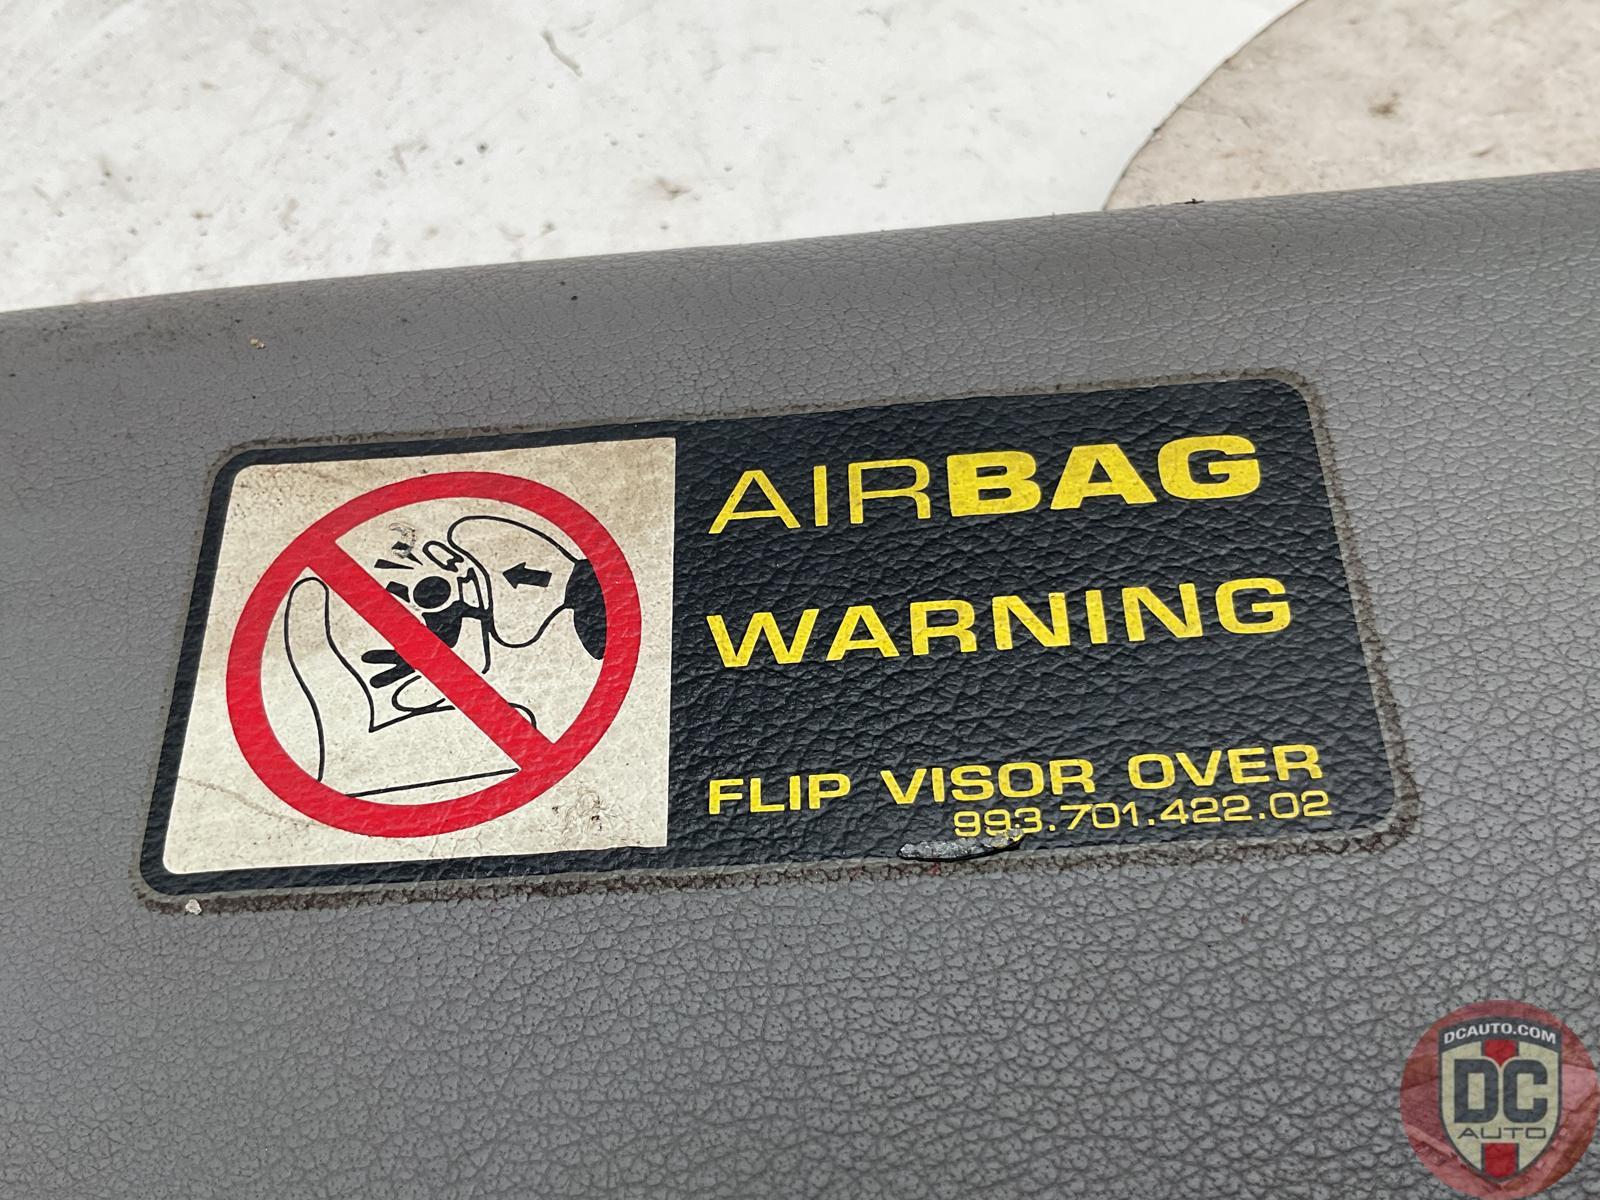 AIRBAG
WARNING
FLIP VISOR OVER
993.701.422.02
DCAUTO.COM
DC
AUTO